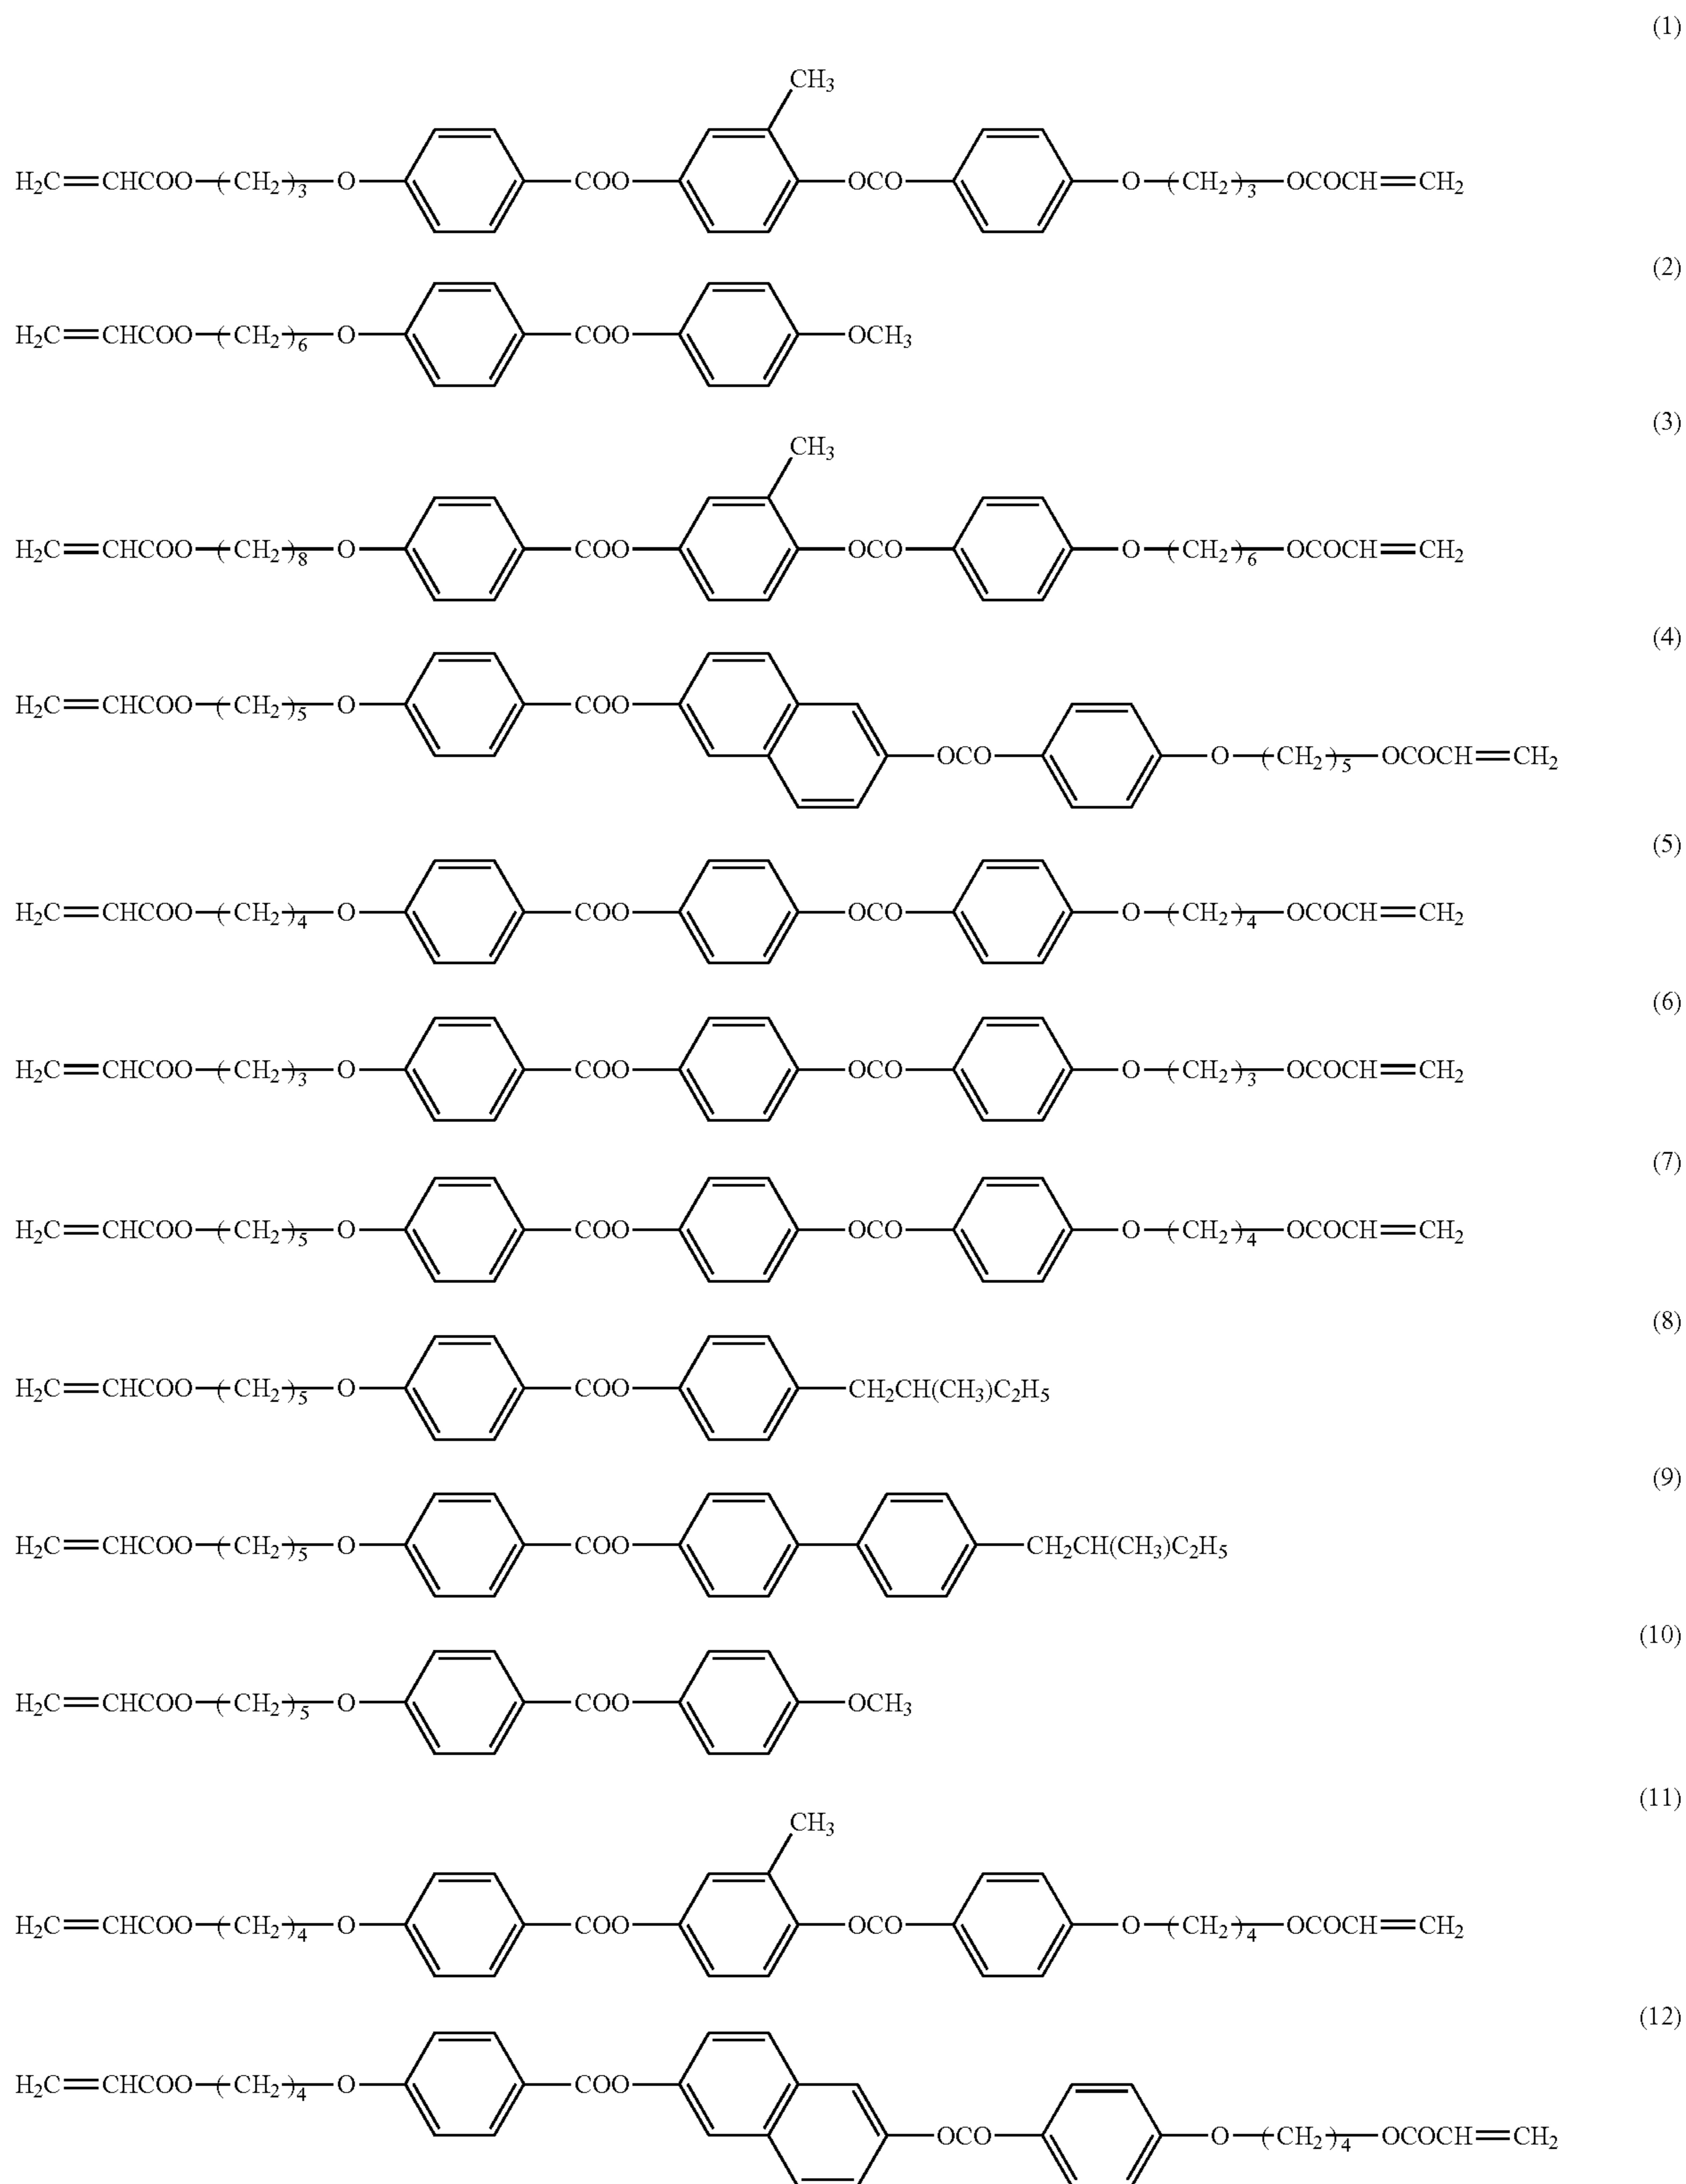 (1)
CH3
H2C=CHCOO-(CH2)3-O-COO-OCO-O-(CH2)3-OCOCH=CH2
(2)
H2C=CHCOO-(CH2)6-O-COO-OCH3
(3)
CH3
H2C=CHCOO-(CH2)8-O-COO-OCO-O-(CH2)6-OCOCH=CH2
(4)
H2C=CHCOO-(CH2)5-O-COO-OCO-O-(CH2)5-OCOCH=CH2
(5)
H2C=CHCOO-(CH2)4-O-COO-OCO-O-(CH2)4-OCOCH=CH2
(6)
H2C=CHCOO-(CH2)3-O-COO-OCO-O-(CH2)3-OCOCH=CH2
(7)
H2C=CHCOO-(CH2)5-O-COO-OCO-O-(CH2)4-OCOCH=CH2
(8)
H2C=CHCOO-(CH2)5-O-COO-CH2CH(CH3)C2H5
(9)
H2C=CHCOO-(CH2)5-O-COO-CH2CH(CH3)C2H5
(10)
H2C=CHCOO-(CH2)5-O-COO-OCH3
(11)
CH3
H2C=CHCOO-(CH2)4-O-COO-OCO-O-(CH2)4-OCOCH=CH2
(12)
H2C=CHCOO-(CH2)4-O-COO-OCO-O-(CH2)4-OCOCH=CH2